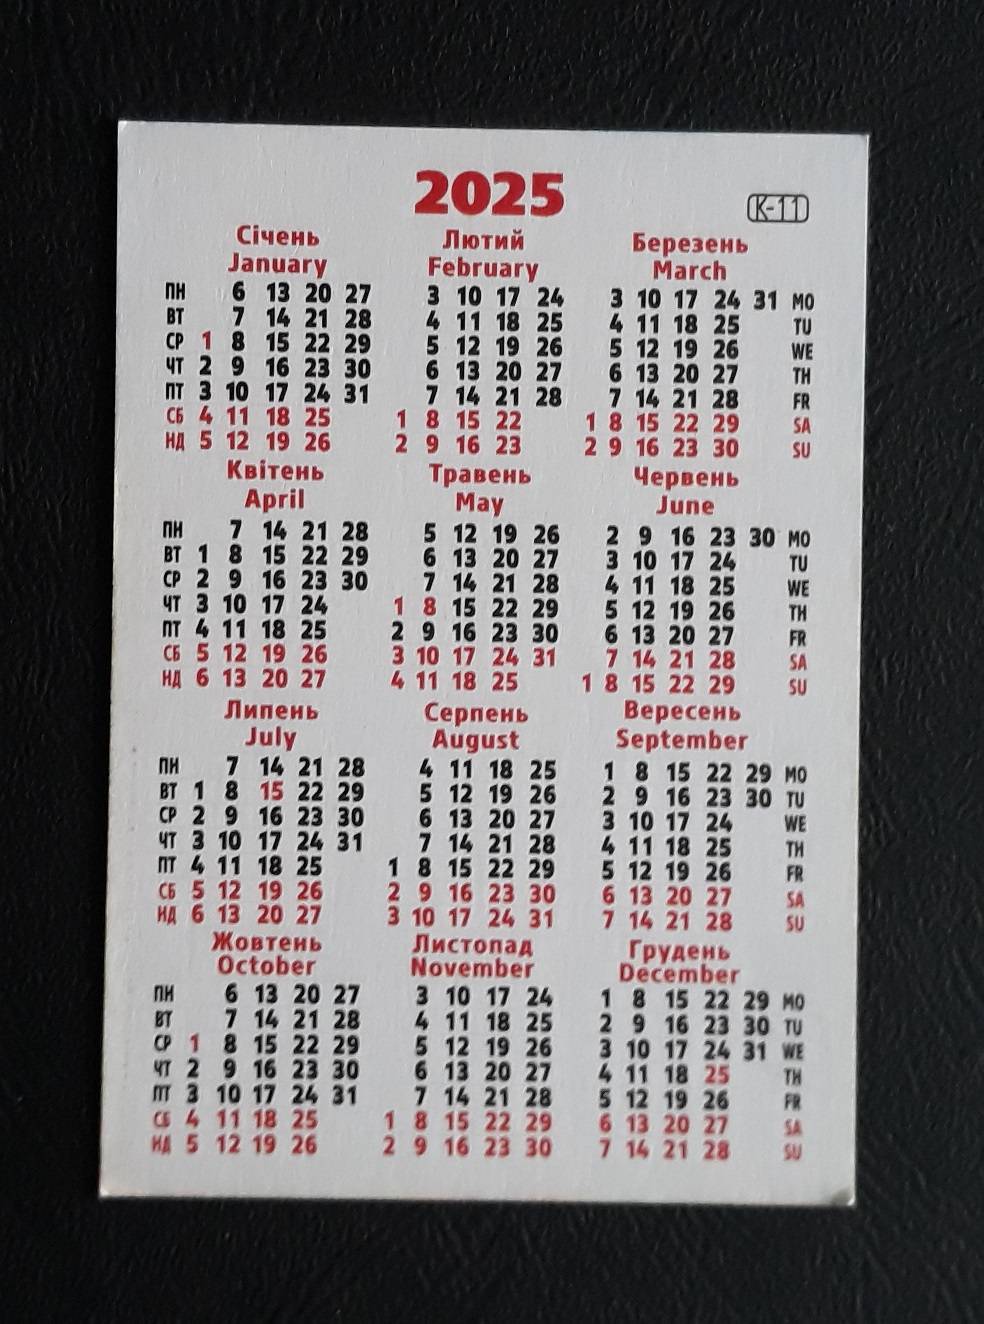 2025
K-11
Січень Лютий Березень
January February March
ПН 6 13 20 27 3 10 17 24 3 10 17 24 31 MO
ВТ 7 14 21 28 4 11 18 25 4 11 18 25 TU
СР 1 8 15 22 29 5 12 19 26 5 12 19 26 WE
ЧТ 2 9 16 23 30 6 13 20 27 6 13 20 27 TH
ПТ 3 10 17 24 31 7 14 21 28 7 14 21 28 FR
СБ 4 11 18 25 1 8 15 22 1 8 15 22 29 SA
НД 5 12 19 26 2 9 16 23 2 9 16 23 30 SU
Квітень Травень Червень
April May June
ПН 7 14 21 28 5 12 19 26 2 9 16 23 30 MO
ВТ 1 8 15 22 29 6 13 20 27 3 10 17 24 TU
СР 2 9 16 23 30 7 14 21 28 4 11 18 25 WE
ЧТ 3 10 17 24 1 8 15 22 29 5 12 19 26 TH
ПТ 4 11 18 25 2 9 16 23 30 6 13 20 27 FR
СБ 5 12 19 26 3 10 17 24 31 7 14 21 28 SA
НД 6 13 20 27 4 11 18 25 1 8 15 22 29 SU
Липень Серпень Вересень
July August September
ПН 7 14 21 28 4 11 18 25 1 8 15 22 29 MO
ВТ 1 8 15 22 29 5 12 19 26 2 9 16 23 30 TU
СР 2 9 16 23 30 6 13 20 27 3 10 17 24 WE
ЧТ 3 10 17 24 31 7 14 21 28 4 11 18 25 TH
ПТ 4 11 18 25 1 8 15 22 29 5 12 19 26 FR
СБ 5 12 19 26 2 9 16 23 30 6 13 20 27 SA
НД 6 13 20 27 3 10 17 24 31 7 14 21 28 SU
Жовтень Листопад Грудень
October November December
ПН 6 13 20 27 3 10 17 24 1 8 15 22 29 MO
ВТ 7 14 21 28 4 11 18 25 2 9 16 23 30 TU
СР 1 8 15 22 29 5 12 19 26 3 10 17 24 31 WE
ЧТ 2 9 16 23 30 6 13 20 27 4 11 18 25 TH
ПТ 3 10 17 24 31 7 14 21 28 5 12 19 26 FR
СБ 4 11 18 25 1 8 15 22 29 6 13 20 27 SA
НД 5 12 19 26 2 9 16 23 30 7 14 21 28 SU